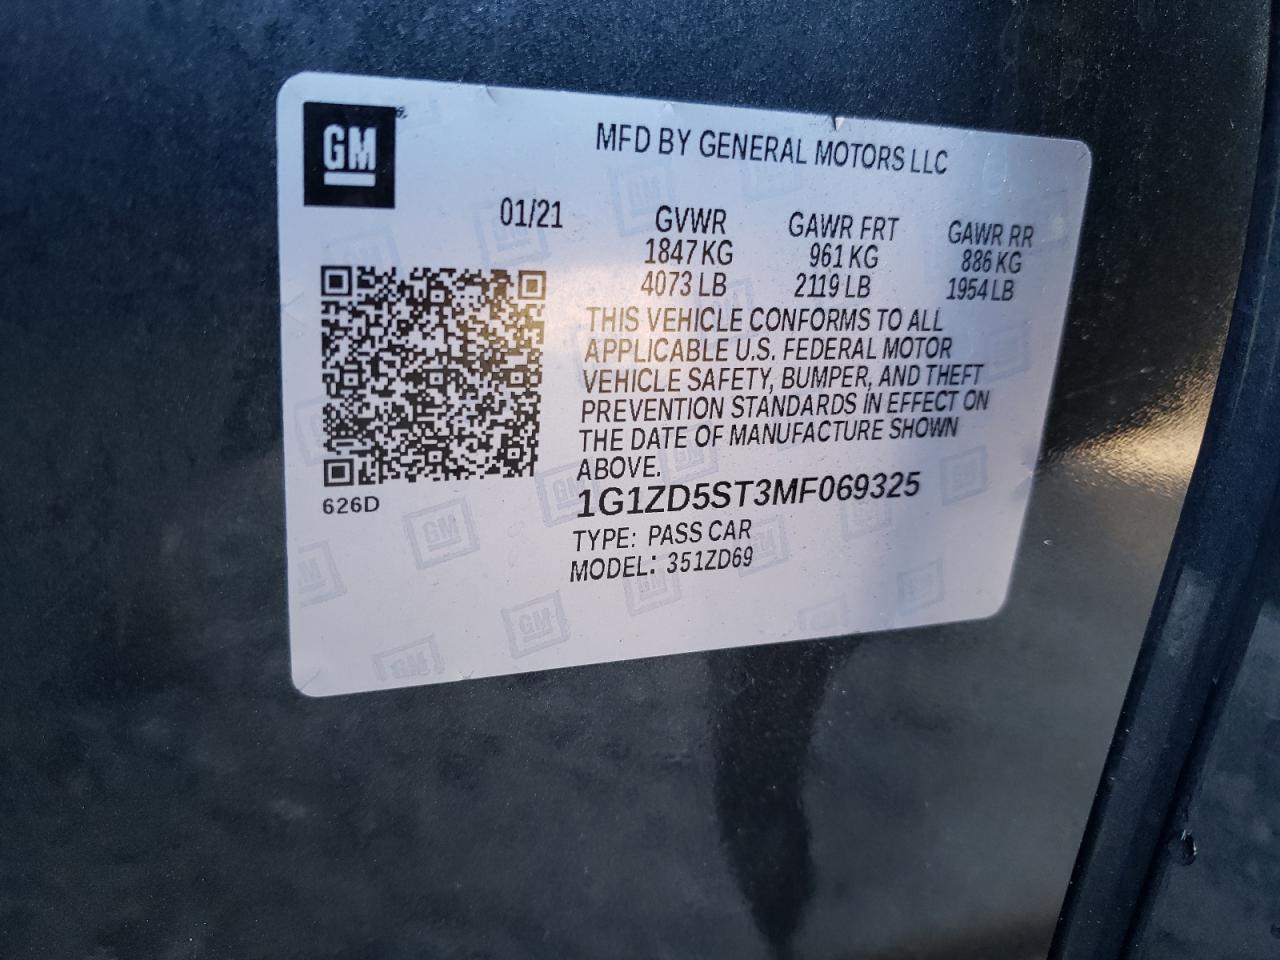 GM
MFD BY GENERAL MOTORS LLC
01/21 GVWR GAWR FRT GAWR RR
1847 KG 961 KG 886 KG
4073 LB 2119 LB 1954 LB
THIS VEHICLE CONFORMS TO ALL
APPLICABLE U.S. FEDERAL MOTOR
VEHICLE SAFETY, BUMPER, AND THEFT
PREVENTION STANDARDS IN EFFECT ON
THE DATE OF MANUFACTURE SHOWN
ABOVE.
626D
1G1ZD5ST3MF069325
TYPE: PASS CAR
MODEL: 351ZD69